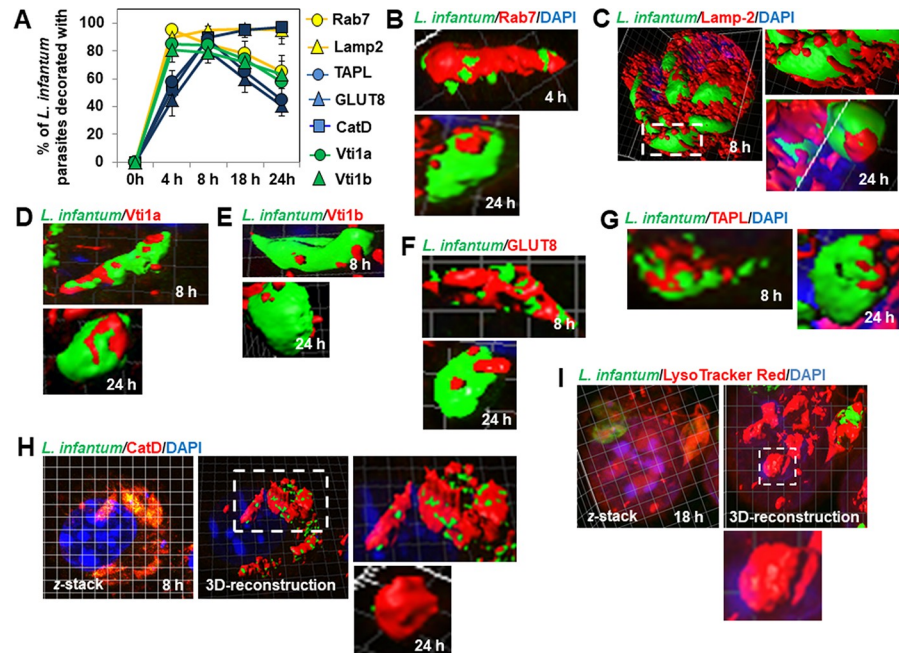 A
% of L. infantum
parasites decorated with
100
80
60
40
20
0
0h 4 h 8 h 18 h 24h
Rab7
Lamp2
TAPL
GLUT8
CatD
Vti1a
Vti1b
B
L. infantum/Rab7/DAPI
4 h
24 h
C
L. infantum/Lamp-2/DAPI
8 h
24 h
D
L. infantum/Vti1a
8 h
24 h
E
L. infantum/Vti1b
8 h
24 h
F
L. infantum/GLUT8
8 h
24 h
G
L. infantum/TAPL/DAPI
8 h
24 h
H
L. infantum/CatD/DAPI
z-stack
8 h
3D-reconstruction
24 h
I
L. infantum/LysoTracker Red/DAPI
z-stack
18 h
3D-reconstruction